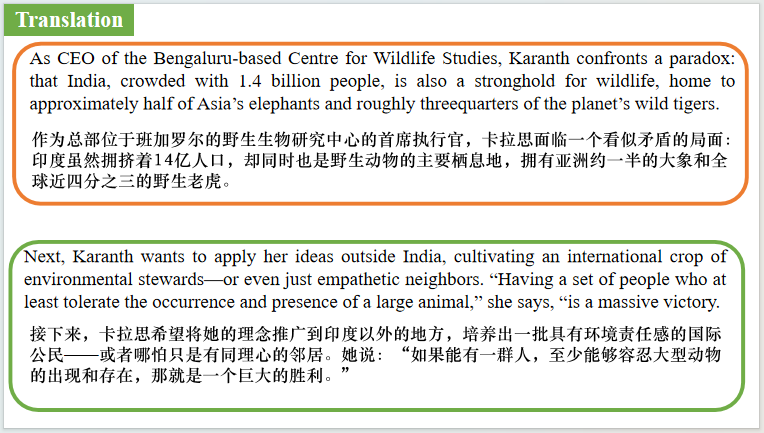 Translation
As CEO of the Bengaluru-based Centre for Wildlife Studies, Karanth confronts a paradox:
that India, crowded with 1.4 billion people, is also a stronghold for wildlife, home to
approximately half of Asia's elephants and roughly threequarters of the planet's wild tigers.
作为总部位于班加罗尔的野生生物研究中心的首席执行官，卡拉思面临一个看似矛盾的局面：
印度虽然拥挤着14亿人口，却同时也是野生动物的主要栖息地，拥有亚洲约一半的大象和全
球近四分之三的野生老虎。
Next, Karanth wants to apply her ideas outside India, cultivating an international crop of
environmental stewards—or even just empathetic neighbors. “Having a set of people who at
least tolerate the occurrence and presence of a large animal,” she says, “is a massive victory.
接下来，卡拉思希望将她的理念推广到印度以外的地方，培养出一批具有环境责任感的国际
公民——或者哪怕只是有同理心的邻居。她说：“如果能有一群人，至少能够容忍大型动物
的出现和存在，那就是一个巨大的胜利。”